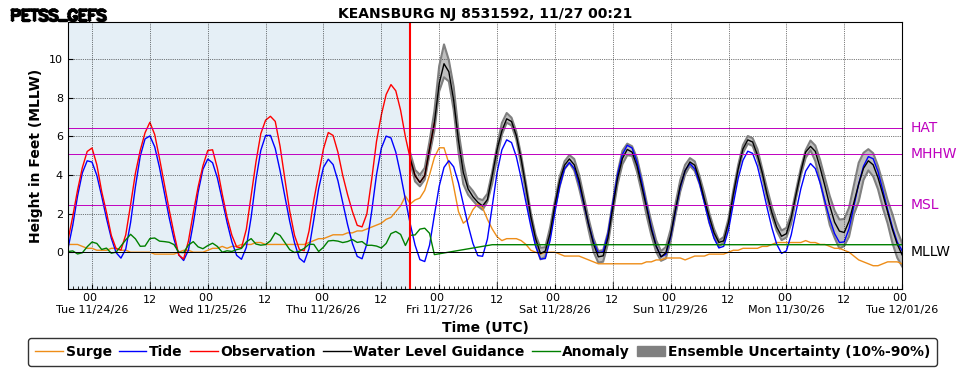 PETSS_GEFS
KEANSBURG NJ 8531592, 11/27 00:21
Height in Feet (MLLW)
10
8
6
4
2
0
HAT
MHHW
MSL
MLLW
00 12 00 12 00 12 00 12 00 12 00 12 00 12 00
Tue 11/24/26 Wed 11/25/26 Thu 11/26/26 Fri 11/27/26 Sat 11/28/26 Sun 11/29/26 Mon 11/30/26 Tue 12/01/26
Time (UTC)
Surge Tide Observation Water Level Guidance Anomaly Ensemble Uncertainty (10%-90%)